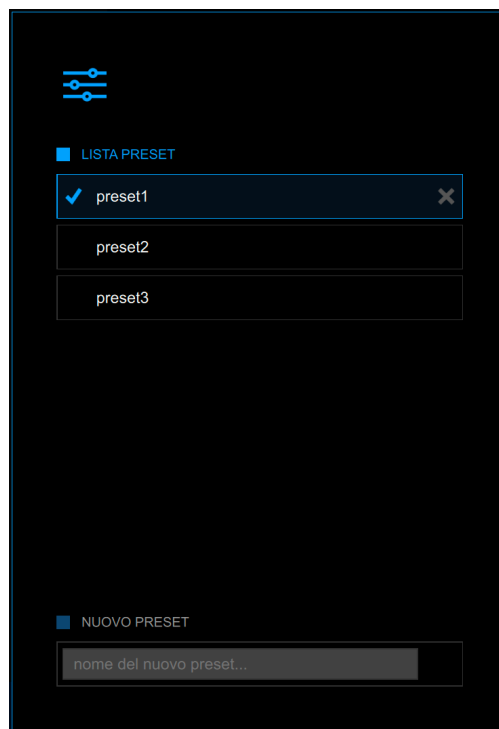 LISTA PRESET
preset1
preset2
preset3
NUOVO PRESET
nome del nuovo preset...